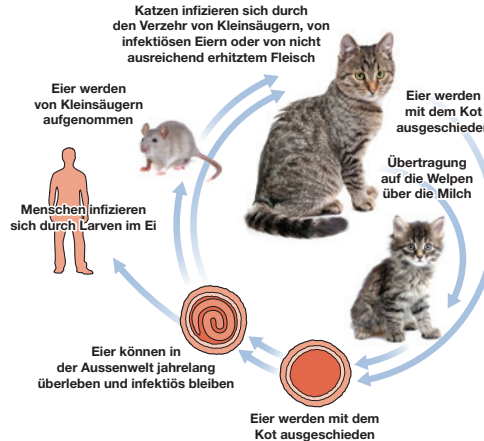 Katzen infizieren sich durch
den Verzehr von Kleinsäugern, von
infektiösen Eiern oder von nicht
ausreichend erhitztem Fleisch
Eier werden
von Kleinsäugern
aufgenommen
Eier werden
mit dem Kot
ausgeschieden
Übertragung
auf die Welpen
über die Milch
Menschen infizieren
sich durch Larven im Ei
Eier können in
der Aussenwelt jahrelang
überleben und infektiös bleiben
Eier werden mit dem
Kot ausgeschieden